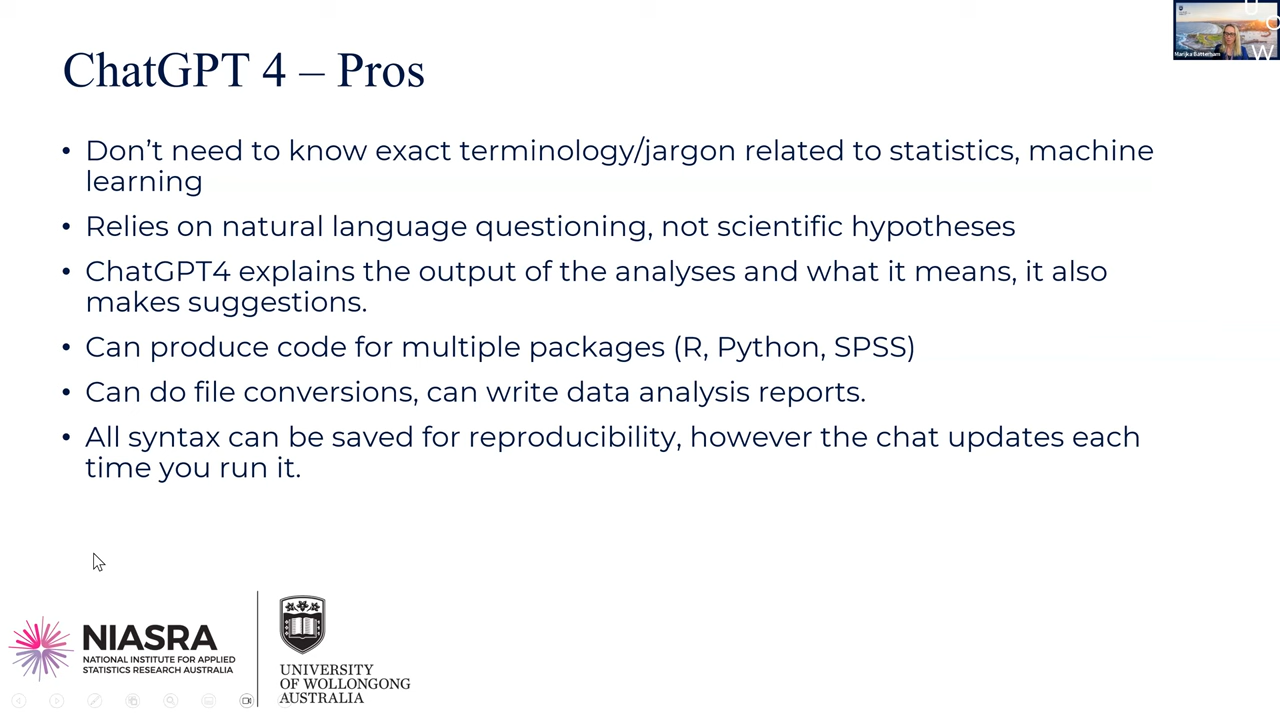 ChatGPT 4 – Pros
• Don’t need to know exact terminology/jargon related to statistics, machine
learning
• Relies on natural language questioning, not scientific hypotheses
• ChatGPT4 explains the output of the analyses and what it means, it also
makes suggestions.
• Can produce code for multiple packages (R, Python, SPSS)
• Can do file conversions, can write data analysis reports.
• All syntax can be saved for reproducibility, however the chat updates each
time you run it.
Marijka Batterham
NIASRA
NATIONAL INSTITUTE FOR APPLIED
STATISTICS RESEARCH AUSTRALIA
UNIVERSITY
OF WOLLONGONG
AUSTRALIA